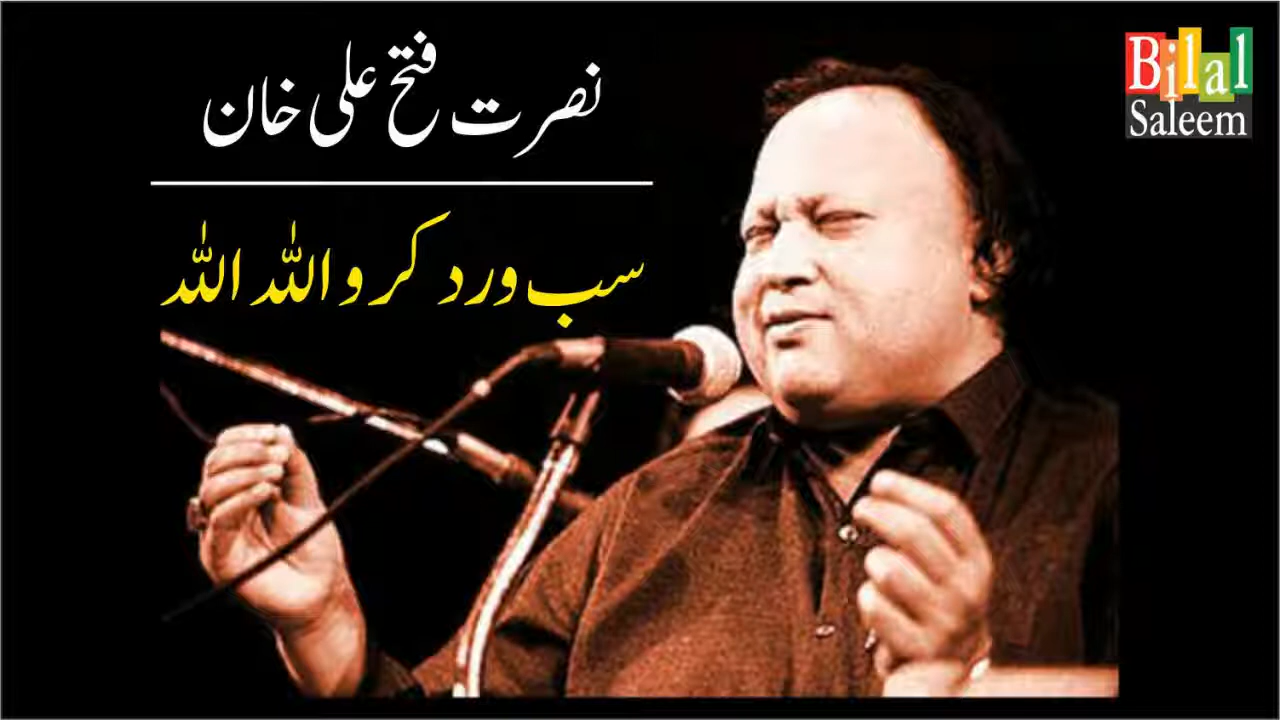 نصرت فتح علی خان
سب ورد کرو اللہ اللہ
Bilal
Saleem